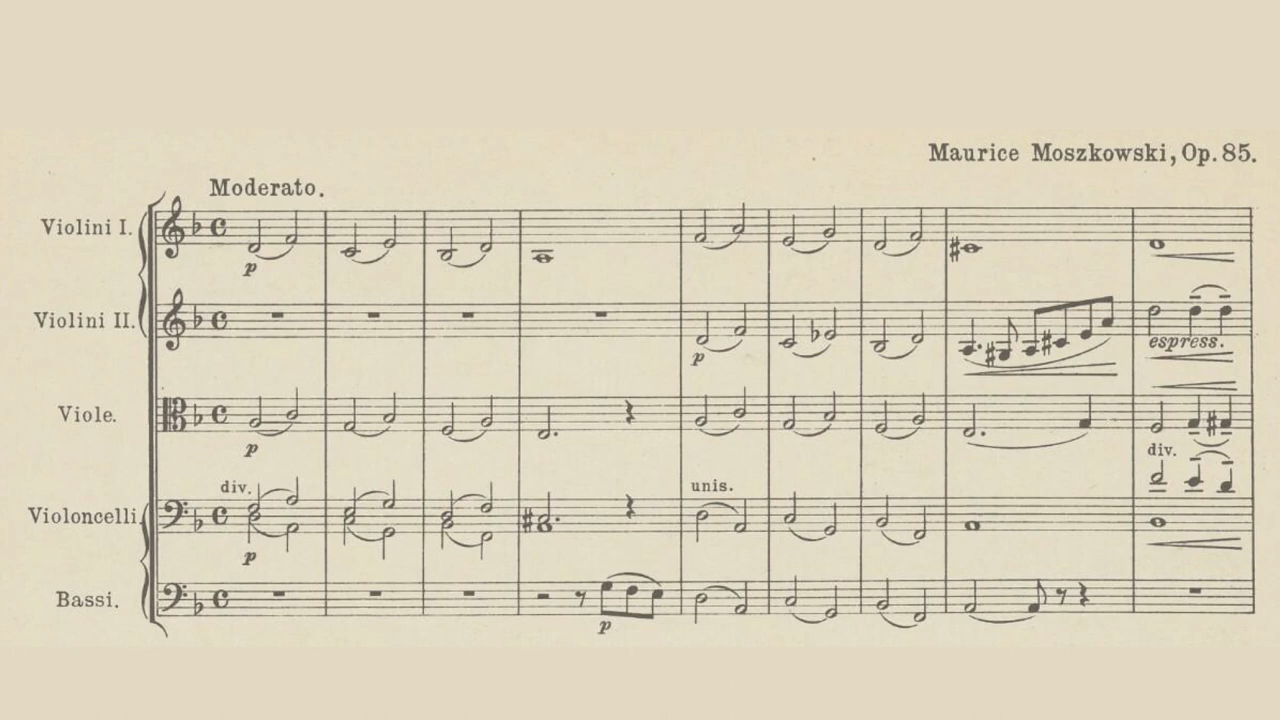 Maurice Moszkowski, Op. 85.
Moderato.
Violini I.
p
Violini II.
p
espress.
Viole.
p
div.
div.
unis.
Violoncelli
p
Bassi.
p